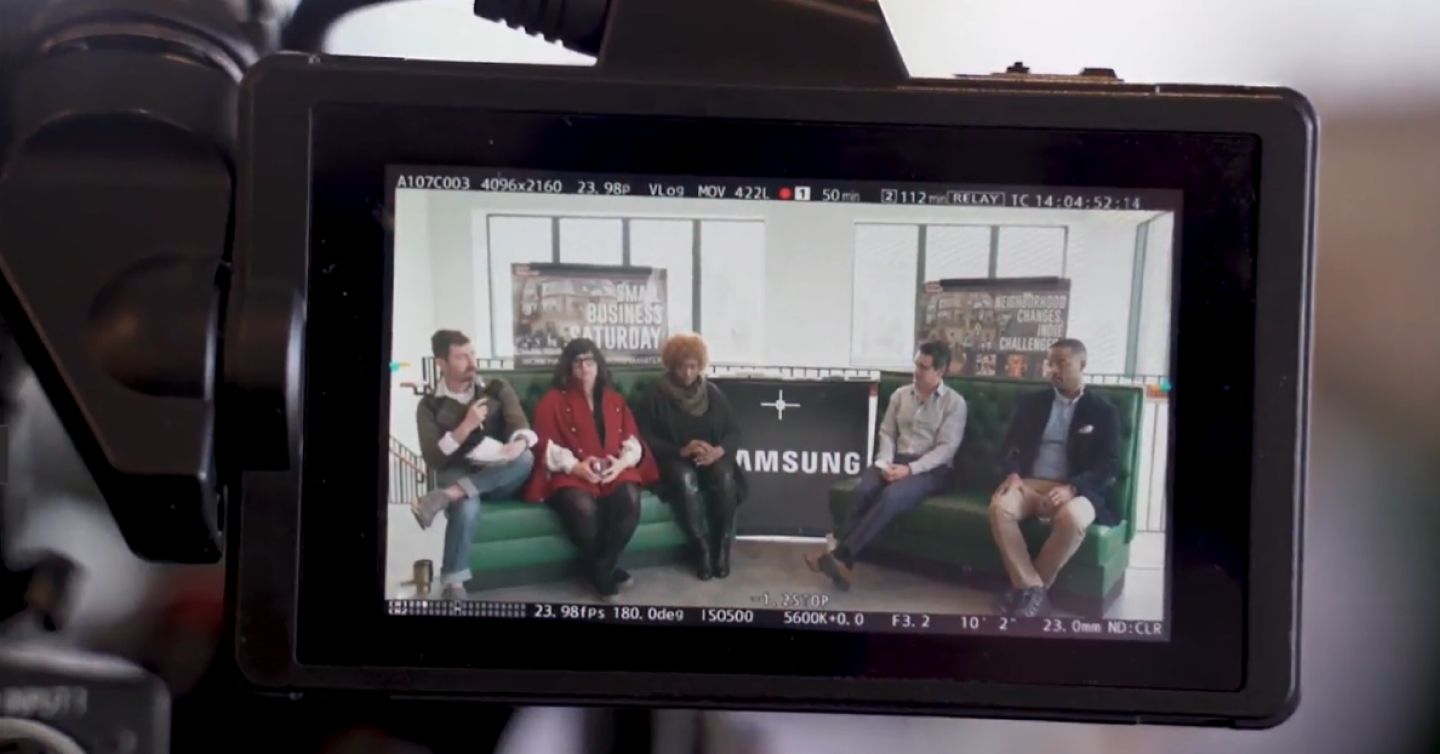 A107C003 4096x2160 23.98P VLog MOV 422L 1 50min 2 112min RELAY TC 14:04:52:14
SMALL
BUSINESS
SATURDAY
NEIGHBORHOOD
CHANGES,
INDIE
CHALLENGES
AMSUNG
-1.2STOP
23.98fps 180.0deg ISO500 5600K+0.0 F3.2 10' 2" 23.0mm ND:CLR